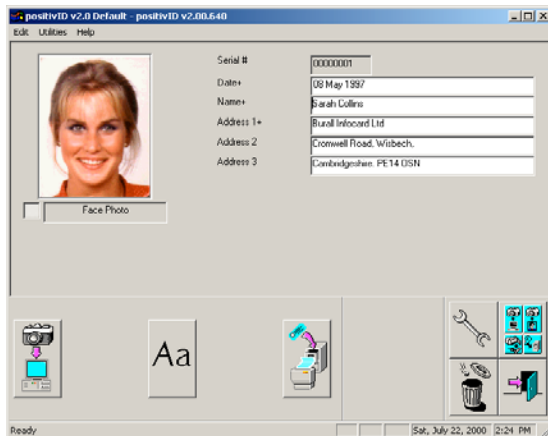 positivID v2.0 Default - positivID v2.00.640
Edit Utilities Help
Serial # 00000001
Date+ 08 May 1997
Name+ Sarah Collins
Address 1+ Burall Infocard Ltd
Address 2 Cromwell Road, Wisbech,
Address 3 Cambridgeshire. PE14 0SN
Face Photo
Aa
Ready Sat, July 22, 2000 2:24 PM